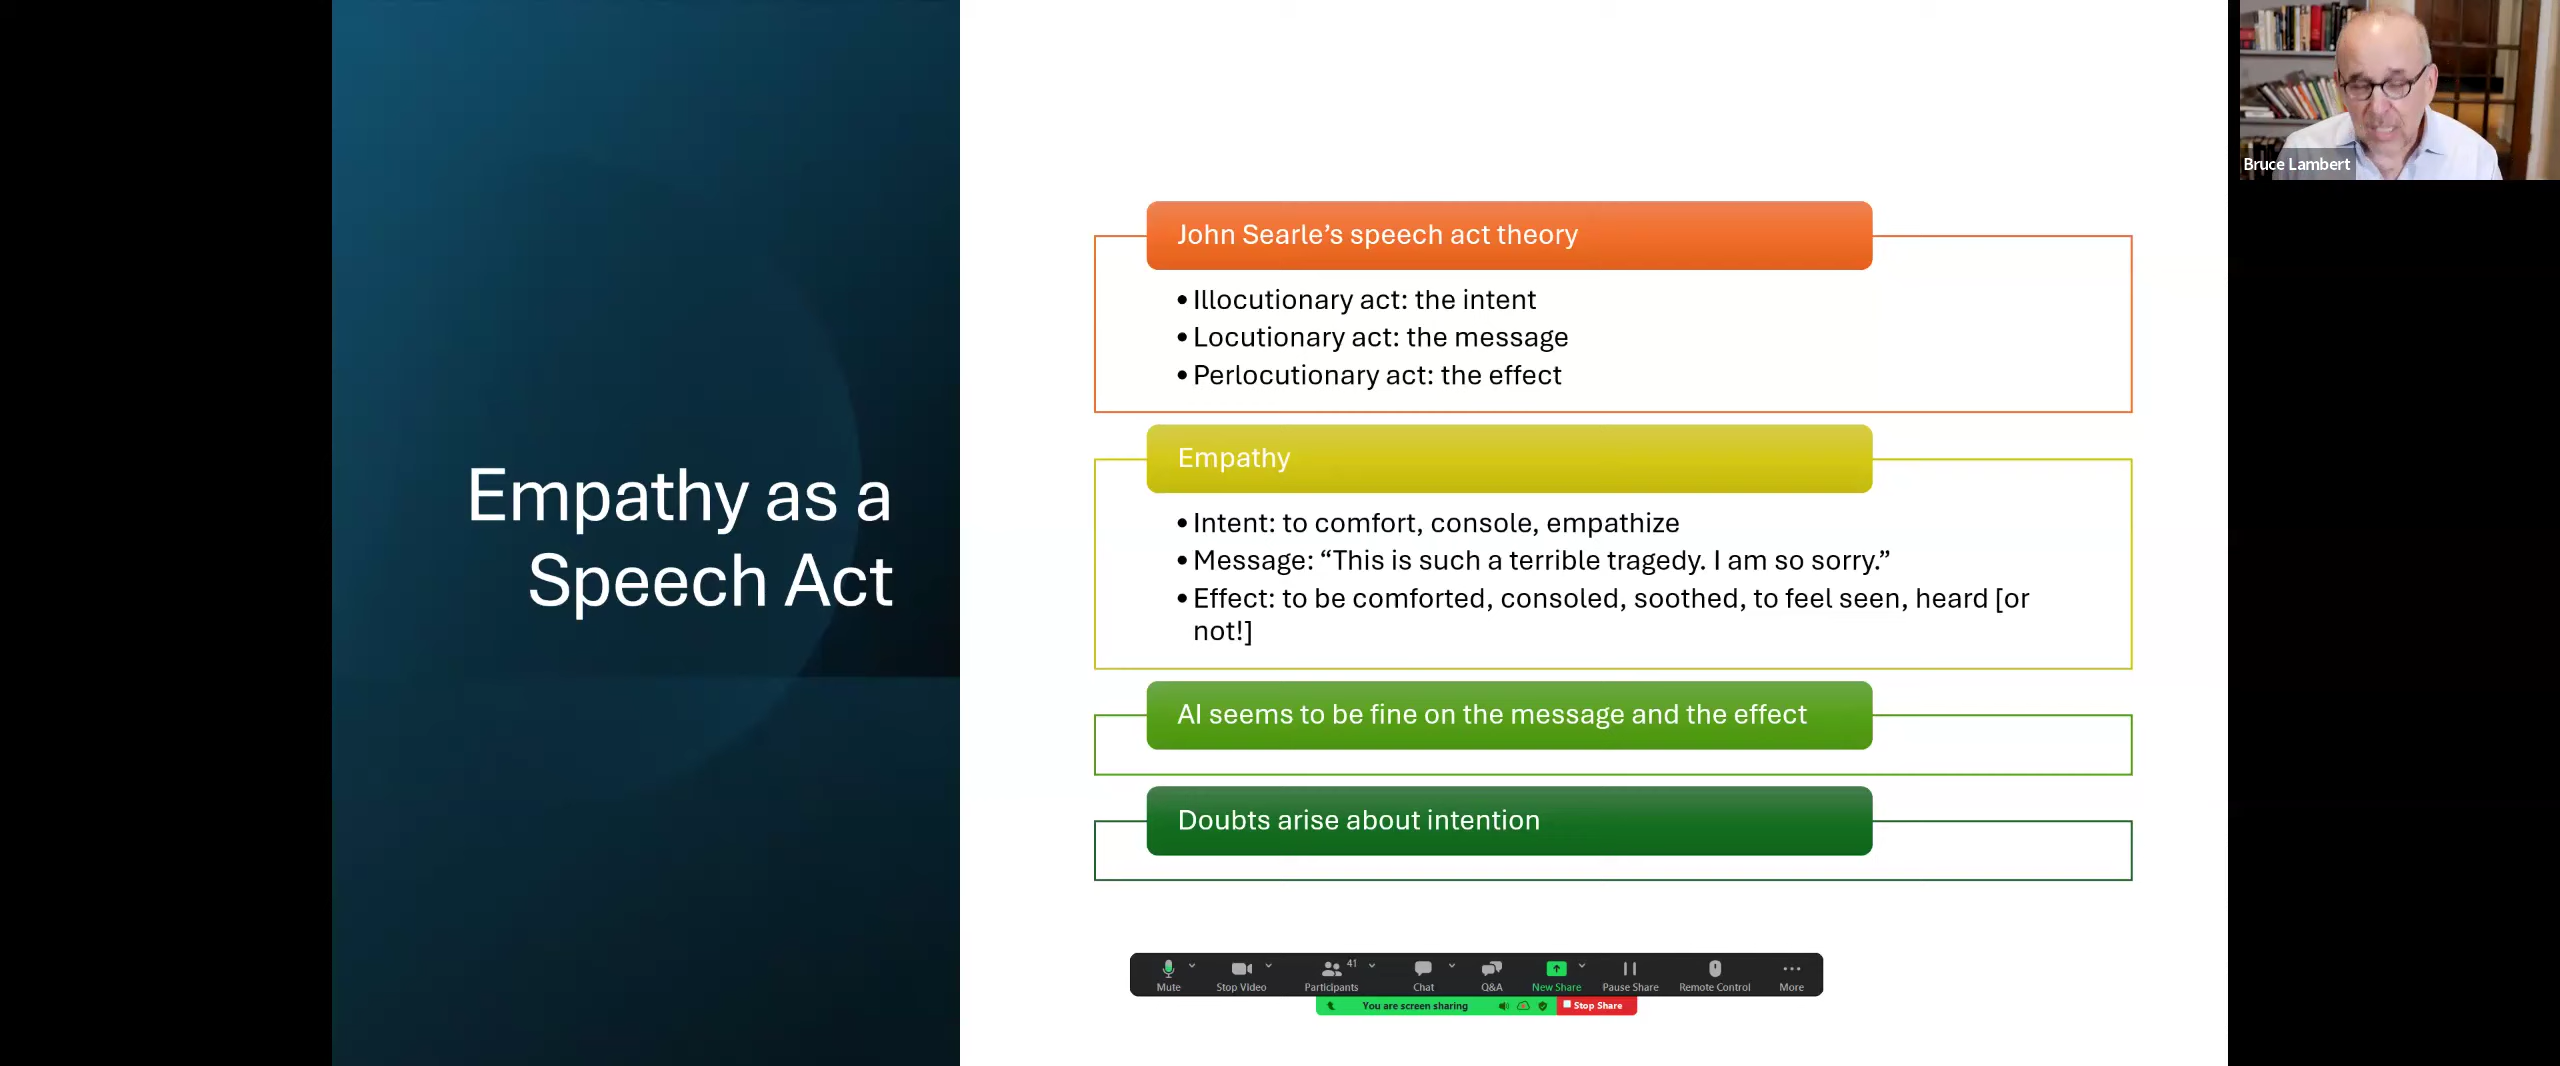 Empathy as a
Speech Act
John Searle’s speech act theory
• Illocutionary act: the intent
• Locutionary act: the message
• Perlocutionary act: the effect
Empathy
• Intent: to comfort, console, empathize
• Message: “This is such a terrible tragedy. I am so sorry.”
• Effect: to be comforted, consoled, soothed, to feel seen, heard [or
not!]
AI seems to be fine on the message and the effect
Doubts arise about intention
Bruce Lambert
41
Mute Stop Video Participants Chat Q&A New Share Pause Share Remote Control More
You are screen sharing Stop Share